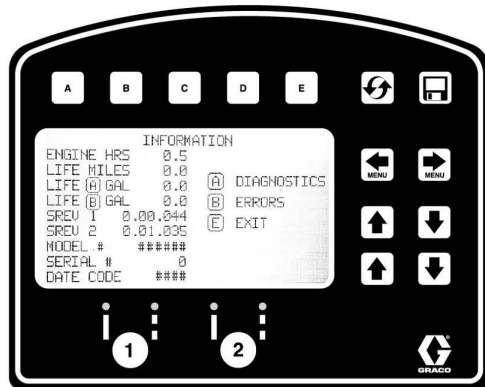 A B C D E
INFORMATION
ENGINE HRS 0.5
LIFE MILES 0.0
LIFE A GAL 0.0
LIFE B GAL 0.0
SREV 1 0.00.044
SREV 2 0.01.035
MODEL # ######
SERIAL # 0
DATE CODE ####
A DIAGNOSTICS
B ERRORS
E EXIT
MENU MENU
1 2
G
GRACO